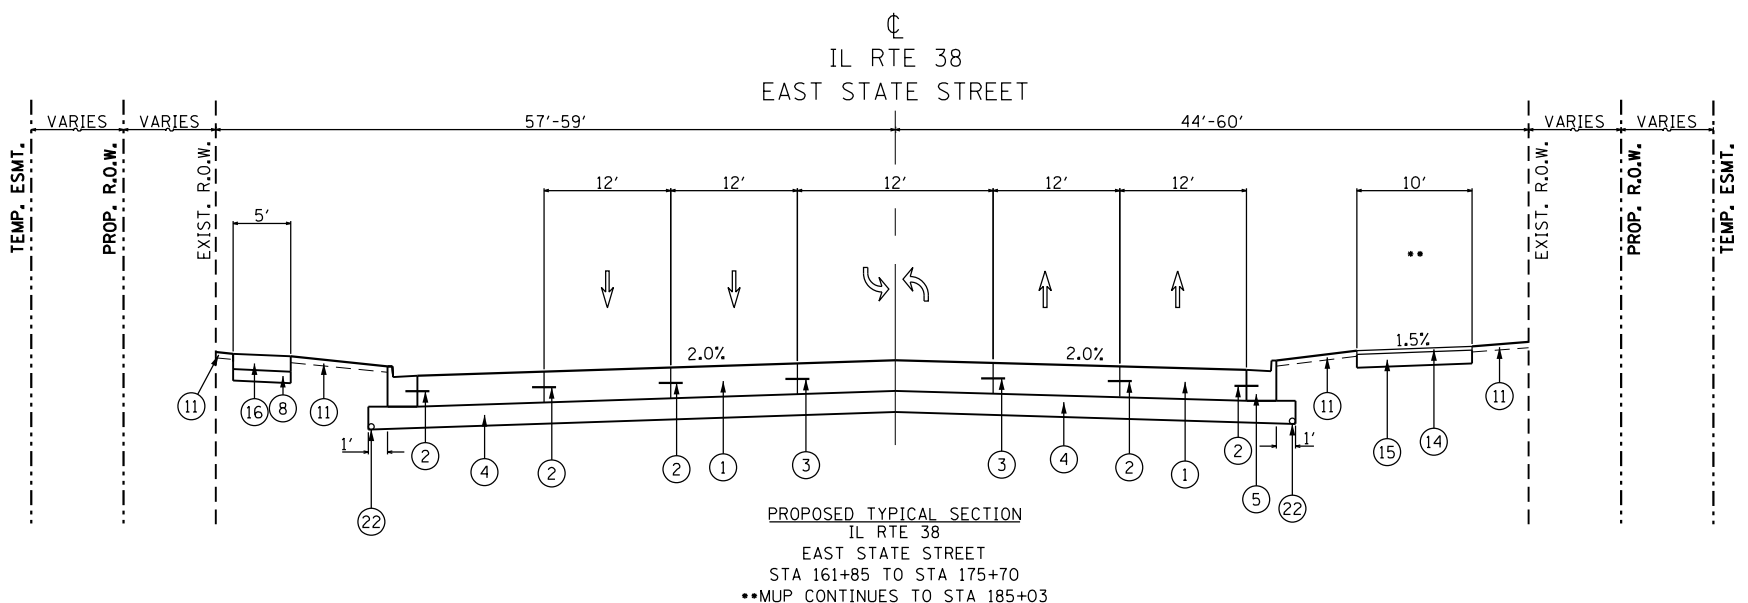 ℄
IL RTE 38
EAST STATE STREET
VARIES VARIES 57'-59' 44'-60' VARIES VARIES
TEMP. ESMT.
PROP. R.O.W.
EXIST. R.O.W.
EXIST. R.O.W.
PROP. R.O.W.
TEMP. ESMT.
12' 12' 12' 12' 12' 10'
5'
**
2.0% 2.0% 1.5%
11 16 8 11 11 11
1' 2 4 2 2 1 3 3 4 2 1 2 1' 15 14
5
22 22
PROPOSED TYPICAL SECTION
IL RTE 38
EAST STATE STREET
STA 161+85 TO STA 175+70
**MUP CONTINUES TO STA 185+03